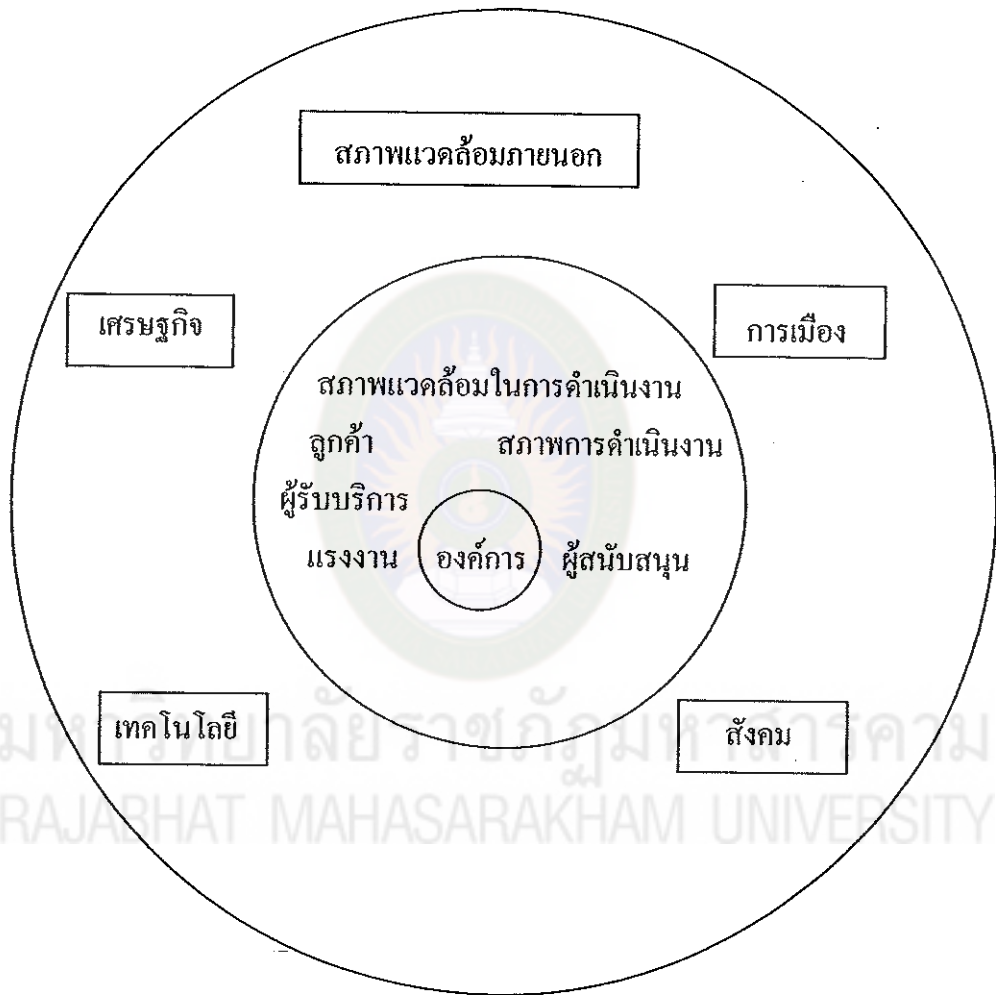 สภาพแวดล้อมภายนอก
เศรษฐกิจ
การเมือง
สภาพแวดล้อมในการดำเนินงาน
ลูกค้า สภาพการดำเนินงาน
ผู้รับบริการ
แรงงาน องค์การ ผู้สนับสนุน
เทคโนโลยี
สังคม
มหาวิทยาลัยราชภัฏมหาสารคาม
RAJABHAT MAHASARAKHAM UNIVERSITY